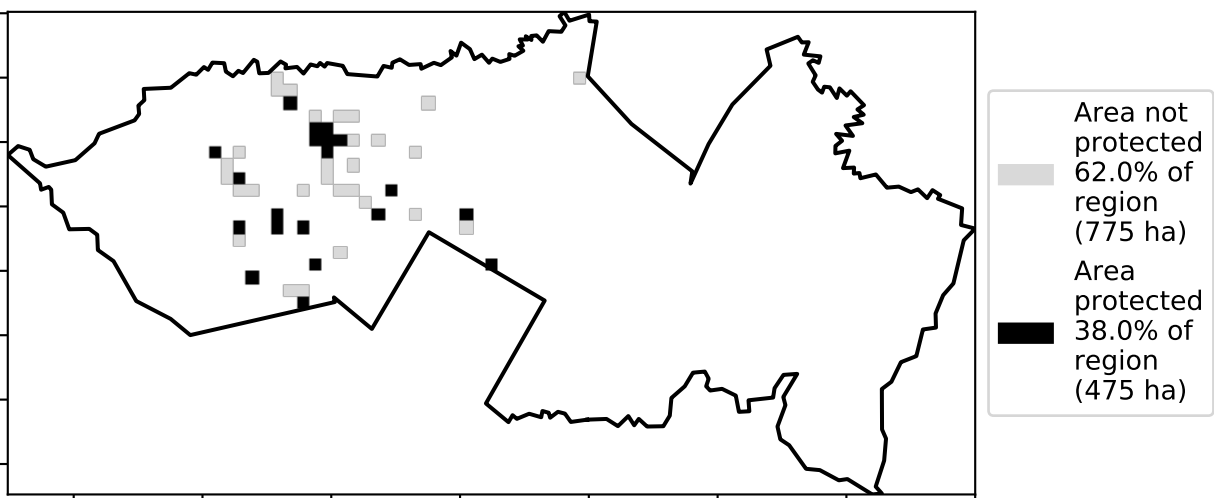 Area not
protected
62.0% of
region
(775 ha)
Area
protected
38.0% of
region
(475 ha)